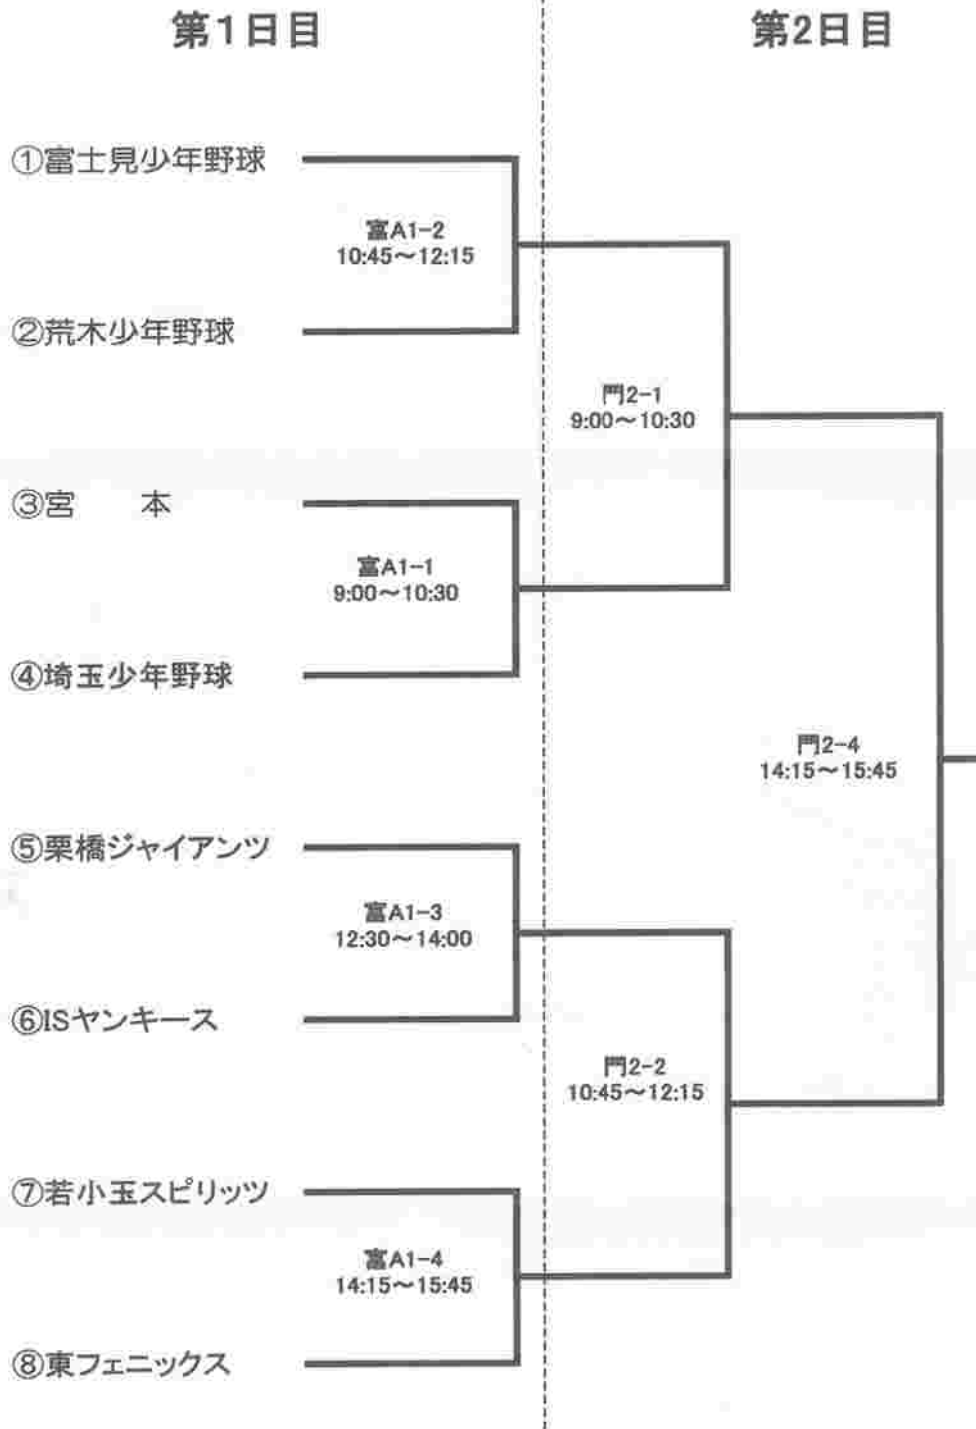 第1日目
第2日目
①富士見少年野球
富A1-2
10:45～12:15
②荒木少年野球
門2-1
9:00～10:30
③宮　　本
富A1-1
9:00～10:30
④埼玉少年野球
門2-4
14:15～15:45
⑤栗橋ジャイアンツ
富A1-3
12:30～14:00
⑥ISヤンキース
門2-2
10:45～12:15
⑦若小玉スピリッツ
富A1-4
14:15～15:45
⑧東フェニックス